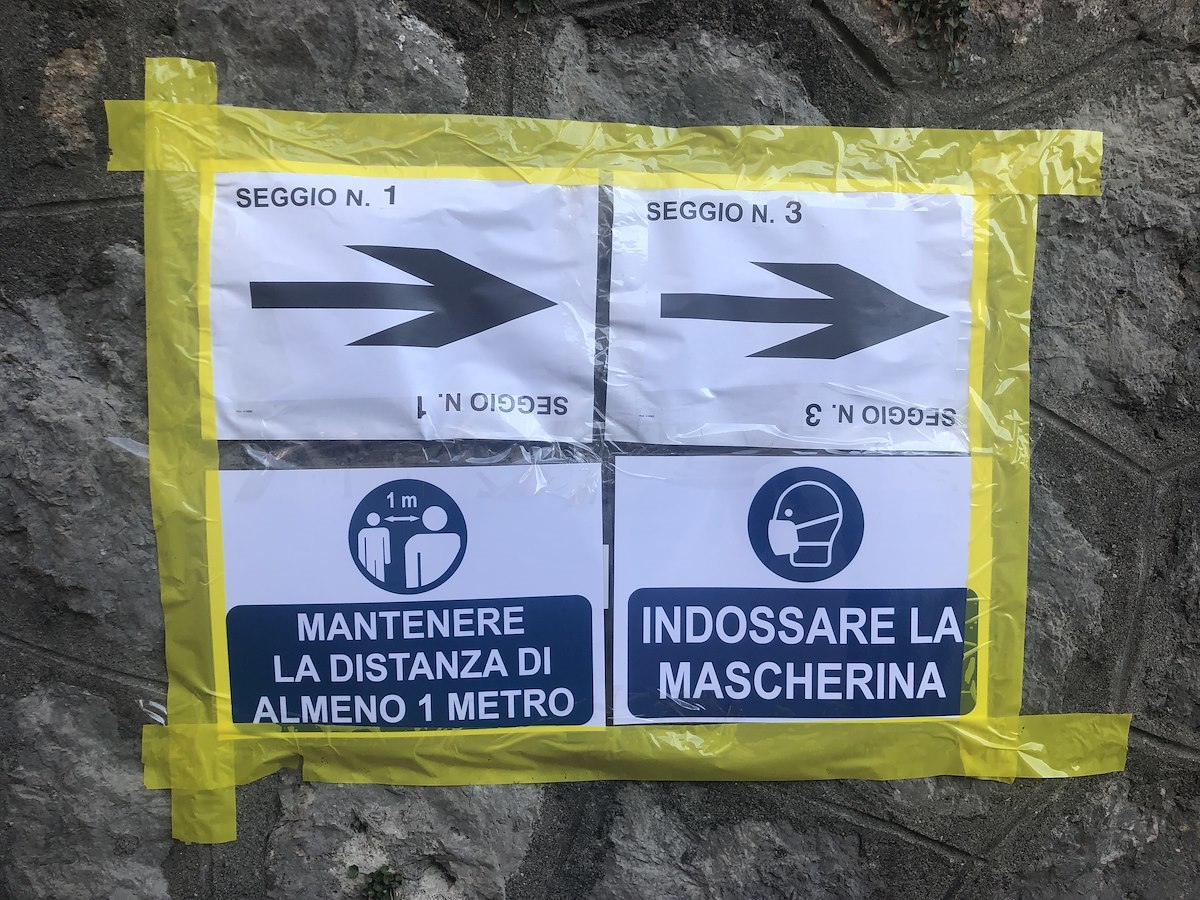 SEGGIO N. 1
SEGGIO N. 1
SEGGIO N. 3
SEGGIO N. 3
1 m
MANTENERE
LA DISTANZA DI
ALMENO 1 METRO
INDOSSARE LA
MASCHERINA